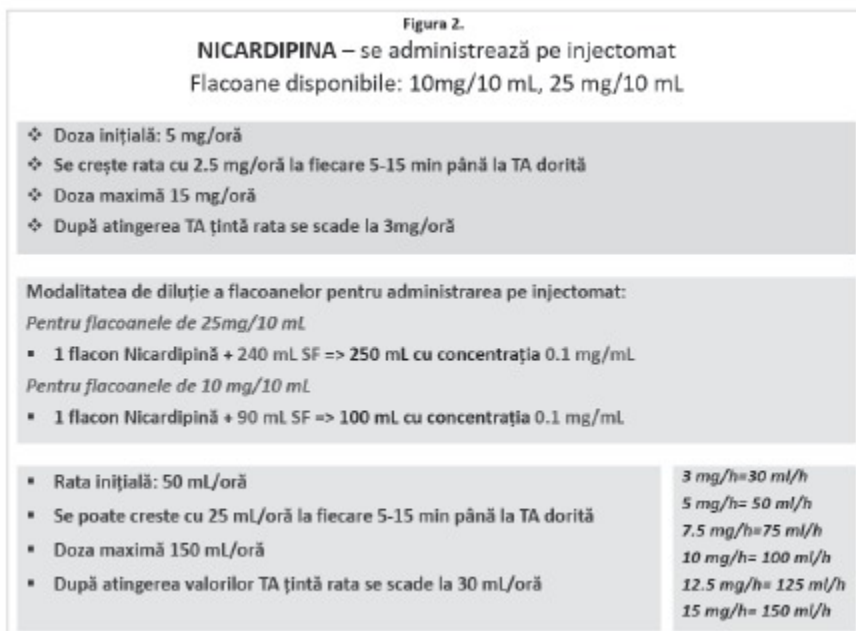 Figura 2.
NICARDIPINA – se administrează pe injectomat
Flacoane disponibile: 10mg/10 mL, 25 mg/10 mL
❖ Doza inițială: 5 mg/oră
❖ Se crește rata cu 2.5 mg/oră la fiecare 5-15 min până la TA dorită
❖ Doza maximă 15 mg/oră
❖ După atingerea TA țintă rata se scade la 3mg/oră
Modalitatea de diluție a flacoanelor pentru administrarea pe injectomat:
Pentru flacoanele de 25mg/10 mL
▪ 1 flacon Nicardipină + 240 mL SF => 250 mL cu concentrația 0.1 mg/mL
Pentru flacoanele de 10 mg/10 mL
▪ 1 flacon Nicardipină + 90 mL SF => 100 mL cu concentrația 0.1 mg/mL
▪ Rata inițială: 50 mL/oră
▪ Se poate creste cu 25 mL/oră la fiecare 5-15 min până la TA dorită
▪ Doza maximă 150 mL/oră
▪ După atingerea valorilor TA țintă rata se scade la 30 mL/oră
3 mg/h=30 ml/h
5 mg/h= 50 ml/h
7.5 mg/h=75 ml/h
10 mg/h= 100 ml/h
12.5 mg/h= 125 ml/h
15 mg/h= 150 ml/h